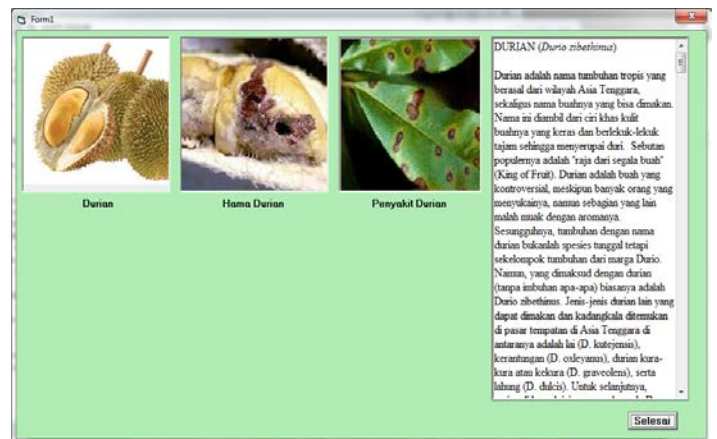 Form1
Durian
Hama Durian
Penyakit Durian
DURIAN (Durio zibethinus)
Durian adalah nama tumbuhan tropis yang
berasal dari wilayah Asia Tenggara,
sekaligus nama buahnya yang bisa dimakan.
Nama ini diambil dari ciri khas kulit
buahnya yang keras dan berlekuk-lekuk
tajam sehingga menyerupai duri. Sebutan
populernya adalah "raja dari segala buah"
(King of Fruit). Durian adalah buah yang
kontroversial, meskipun banyak orang yang
menyukainya, namun sebagian yang lain
malah muak dengan aromanya.
Sesungguhnya, tumbuhan dengan nama
durian bukanlah spesies tunggal tetapi
sekelompok tumbuhan dari marga Durio.
Namun, yang dimaksud dengan durian
(tanpa imbuhan apa-apa) biasanya adalah
Durio zibethinus. Jenis-jenis durian lain yang
dapat dimakan dan kadangkala ditemukan
di pasar tempatan di Asia Tenggara di
antaranya adalah lai (D. kutejensis),
kerantungan (D. oxleyanus), durian kura-
kura atau kekura (D. graveolens), serta
lahung (D. dulcis). Untuk selanjutnya,
Selesai